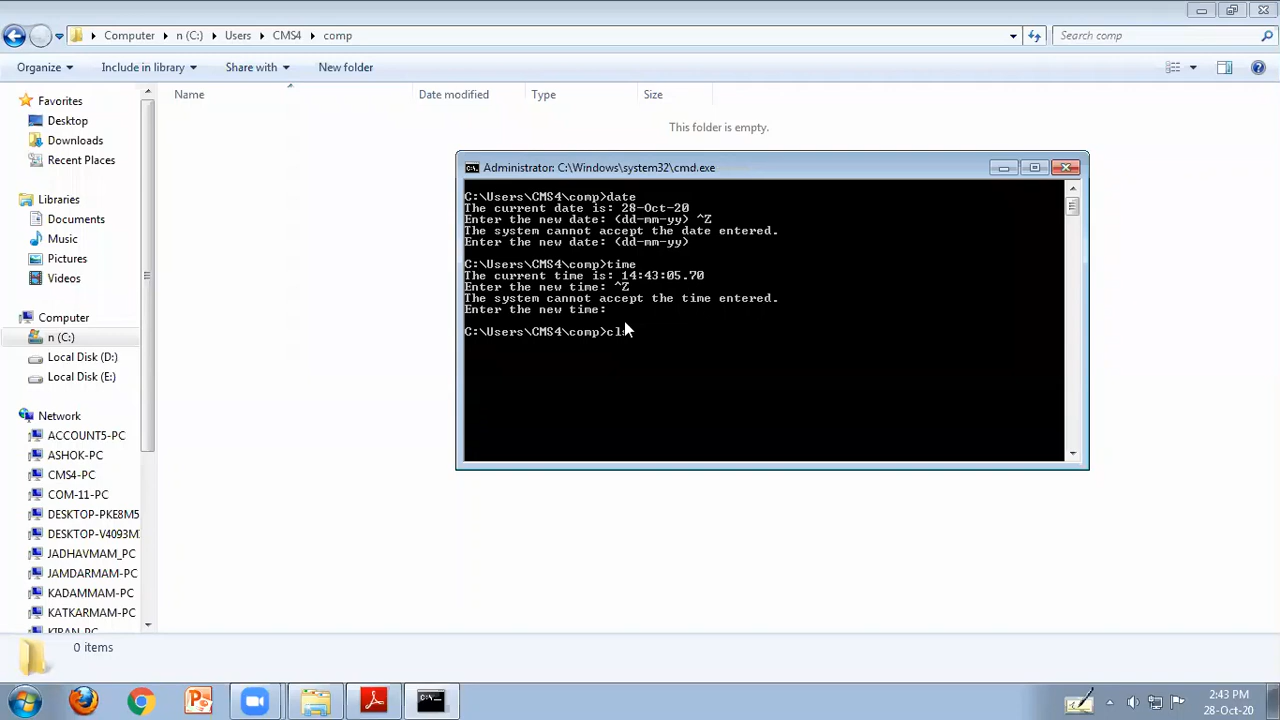 Computer
n (C:)
Users
CMS4
comp
Search comp
Organize
Include in library
Share with
New folder
Favorites
Desktop
Downloads
Recent Places
Libraries
Documents
Music
Pictures
Videos
Computer
n (C:)
Local Disk (D:)
Local Disk (E:)
Network
ACCOUNT5-PC
ASHOK-PC
CMS4-PC
COM-11-PC
DESKTOP-PKE8M5
DESKTOP-V4093M
JADHAVMAM_PC
JAMDARMAM-PC
KADAMMAM-PC
KATKARMAM-PC
KIRAN-PC
Name
Date modified
Type
Size
This folder is empty.
Administrator: C:\Windows\system32\cmd.exe
C:\Users\CMS4\comp>date
The current date is: 28-Oct-20
Enter the new date: (dd-mm-yy) ^Z
The system cannot accept the date entered.
Enter the new date: (dd-mm-yy)
C:\Users\CMS4\comp>time
The current time is: 14:43:05.70
Enter the new time: ^Z
The system cannot accept the time entered.
Enter the new time:
C:\Users\CMS4\comp>cls
0 items
2:43 PM
28-Oct-20